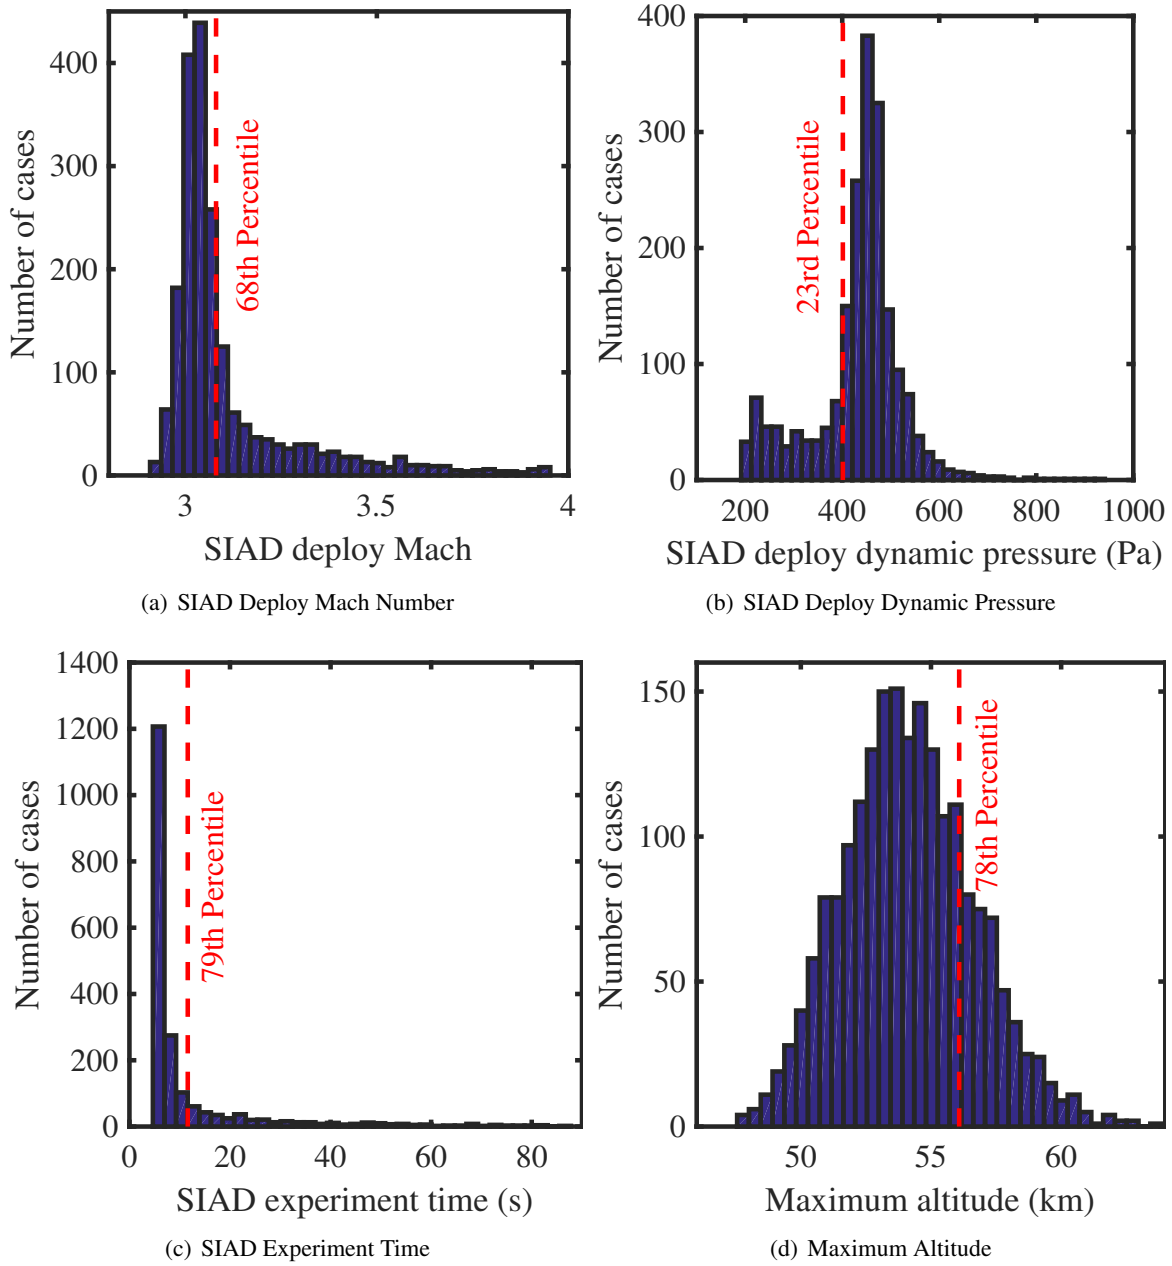 400
300
200
100
0
Number of cases
68th Percentile
3
3.5
4
SIAD deploy Mach
(a) SIAD Deploy Mach Number
400
300
200
100
0
Number of cases
23rd Percentile
200
400
600
800
1000
SIAD deploy dynamic pressure (Pa)
(b) SIAD Deploy Dynamic Pressure
1400
1200
1000
800
600
400
200
0
Number of cases
79th Percentile
0
20
40
60
80
SIAD experiment time (s)
(c) SIAD Experiment Time
150
100
50
0
Number of cases
78th Percentile
50
55
60
Maximum altitude (km)
(d) Maximum Altitude